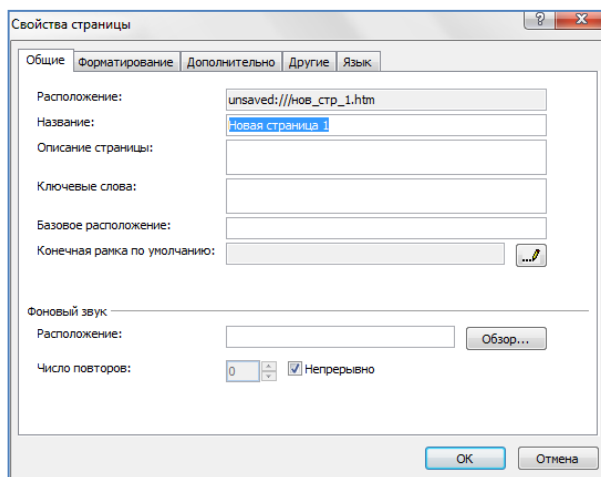 Свойства страницы
Общие Форматирование Дополнительно Другие Язык
Расположение: unsaved:///нов_стр_1.htm
Название: Новая страница 1
Описание страницы:
Ключевые слова:
Базовое расположение:
Конечная рамка по умолчанию: ...
Фоновый звук
Расположение: Обзор...
Число повторов: 0 Непрерывно
ОК Отмена